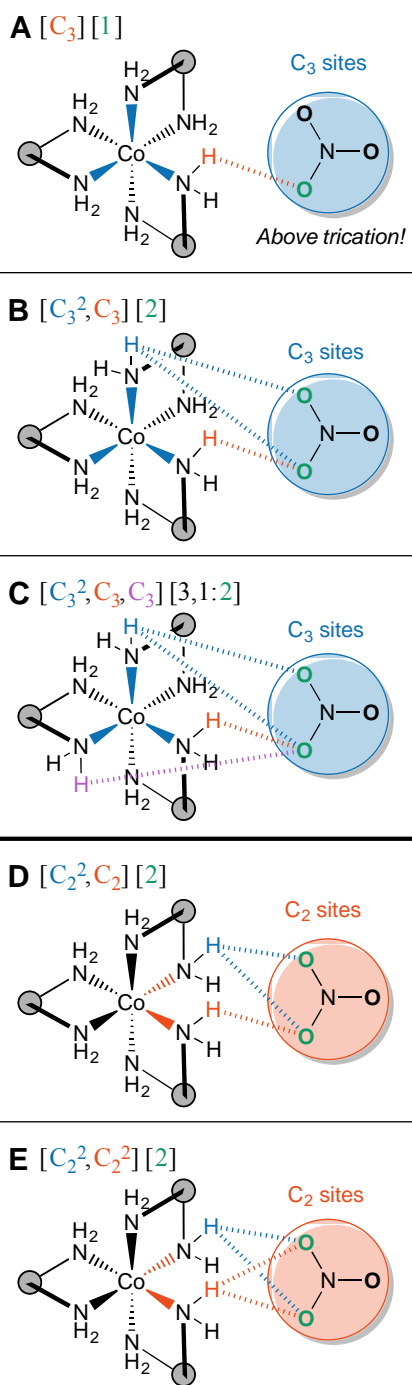 A [C₃][1]
C₃ sites
H₂
N
H₂
N
NH₂
Co
H
N
H₂
N
H
N
H₂
O
N
O
O
Above trication!
B [C₃², C₃][2]
C₃ sites
H
H
N
H₂
N
NH₂
Co
H
N
H₂
N
H
N
H₂
O
N
O
O
C [C₃², C₃, C₃][3,1:2]
C₃ sites
H
H
N
H₂
N
NH₂
Co
H
N
H
H
N
H
N
H₂
O
N
O
O
D [C₂², C₂][2]
C₂ sites
H₂
N
H₂
N
H
N
H
Co
H
N
H₂
N
H
N
H₂
O
N
O
O
E [C₂², C₂²][2]
C₂ sites
H₂
N
H₂
N
H
N
H
Co
H
N
H₂
N
H
N
H₂
O
N
O
O